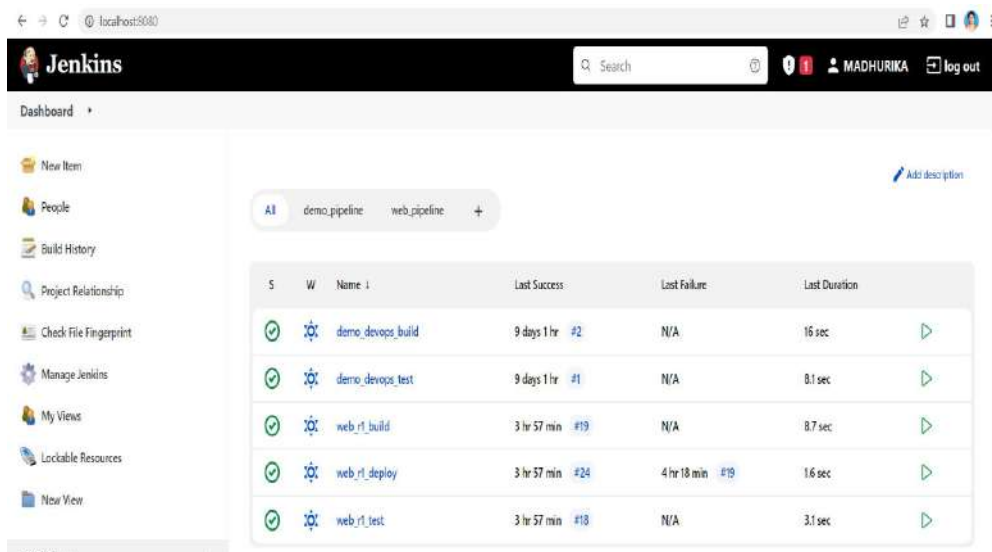 localhost:8080
Jenkins
Search
1
MADHURIKA
log out
Dashboard
New Item
People
Build History
Project Relationship
Check File Fingerprint
Manage Jenkins
My Views
Lockable Resources
New View
Add description
All demo_pipeline web_pipeline +
S W Name ↓ Last Success Last Failure Last Duration
demo_devops_build 9 days 1 hr #2 N/A 16 sec
demo_devops_test 9 days 1 hr #1 N/A 8.1 sec
web_r1_build 3 hr 57 min #19 N/A 8.7 sec
web_r1_deploy 3 hr 57 min #24 4 hr 18 min #19 1.6 sec
web_r1_test 3 hr 57 min #18 N/A 3.1 sec